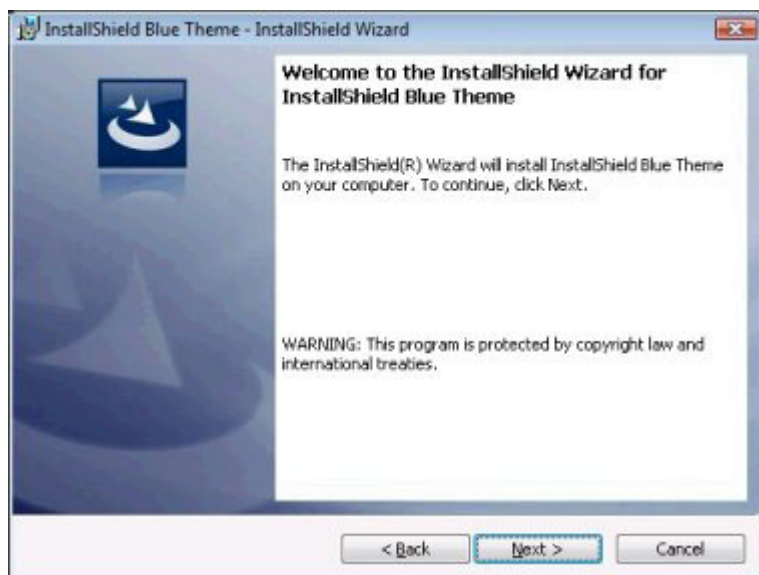 InstallShield Blue Theme - InstallShield Wizard
Welcome to the InstallShield Wizard for
InstallShield Blue Theme
The InstallShield(R) Wizard will install InstallShield Blue Theme
on your computer. To continue, click Next.
WARNING: This program is protected by copyright law and
international treaties.
< Back
Next >
Cancel